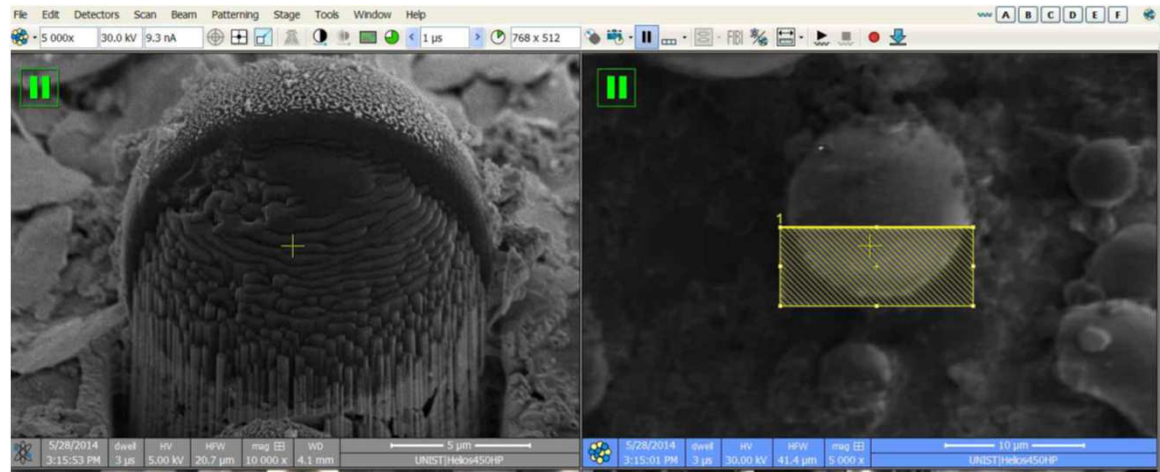 File Edit Detectors Scan Beam Patterning Stage Tools Window Help A B C D E F
5 000x 30.0 kV 9.3 nA 1 µs 768 x 512 FIBI
1
5/28/2014 dwell HV HFW mag WD 5 µm
3:15:53 PM 3 µs 5.00 kV 20.7 µm 10 000 x 4.1 mm UNIST|Helios450HP
5/28/2014 dwell HV HFW mag 10 µm
3:15:01 PM 3 µs 30.00 kV 41.4 µm 5 000 x UNIST|Helios450HP